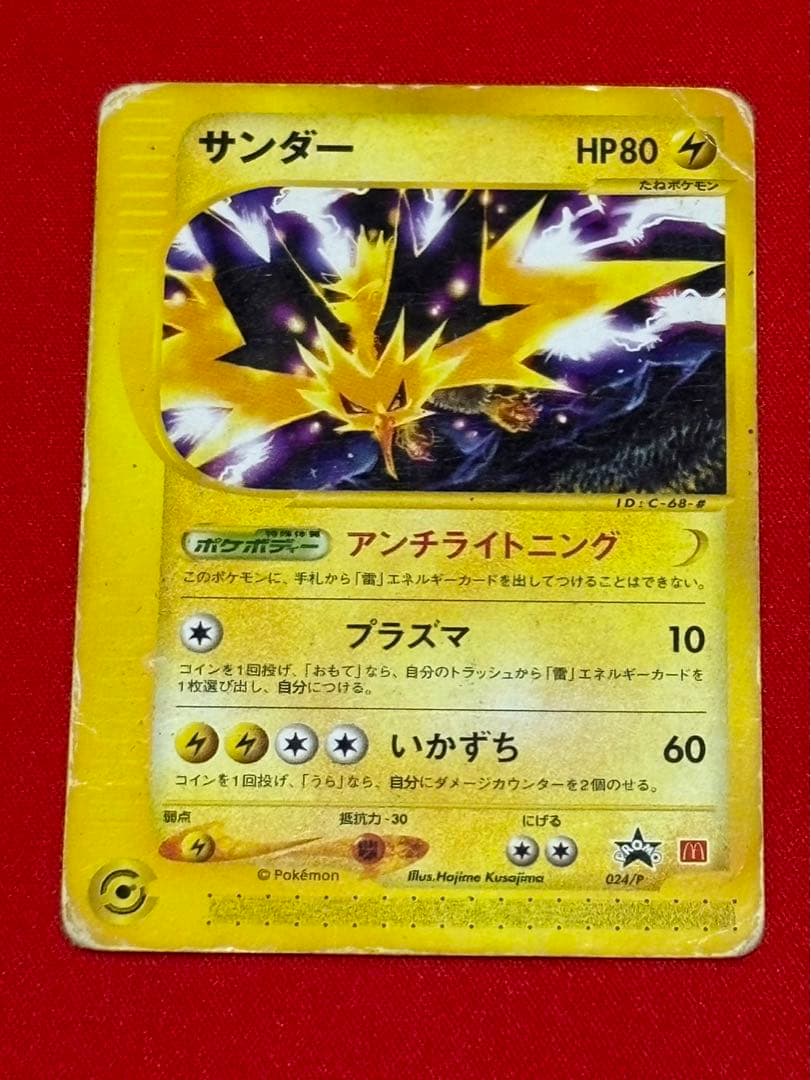 サンダー HP80
たねポケモン
ID:C-68-#
特殊体質
ポケボディー アンチライトニング
このポケモンに、手札から「雷」エネルギーカードを出してつけることはできない。
プラズマ 10
コインを1回投げ、「おもて」なら、自分のトラッシュから「雷」エネルギーカードを
1枚選び出し、自分につける。
いかずち 60
コインを1回投げ、「うら」なら、自分にダメージカウンターを2個のせる。
弱点 抵抗力-30 にげる
PROMO
© Pokémon Illus.Hajime Kusajima 024/P